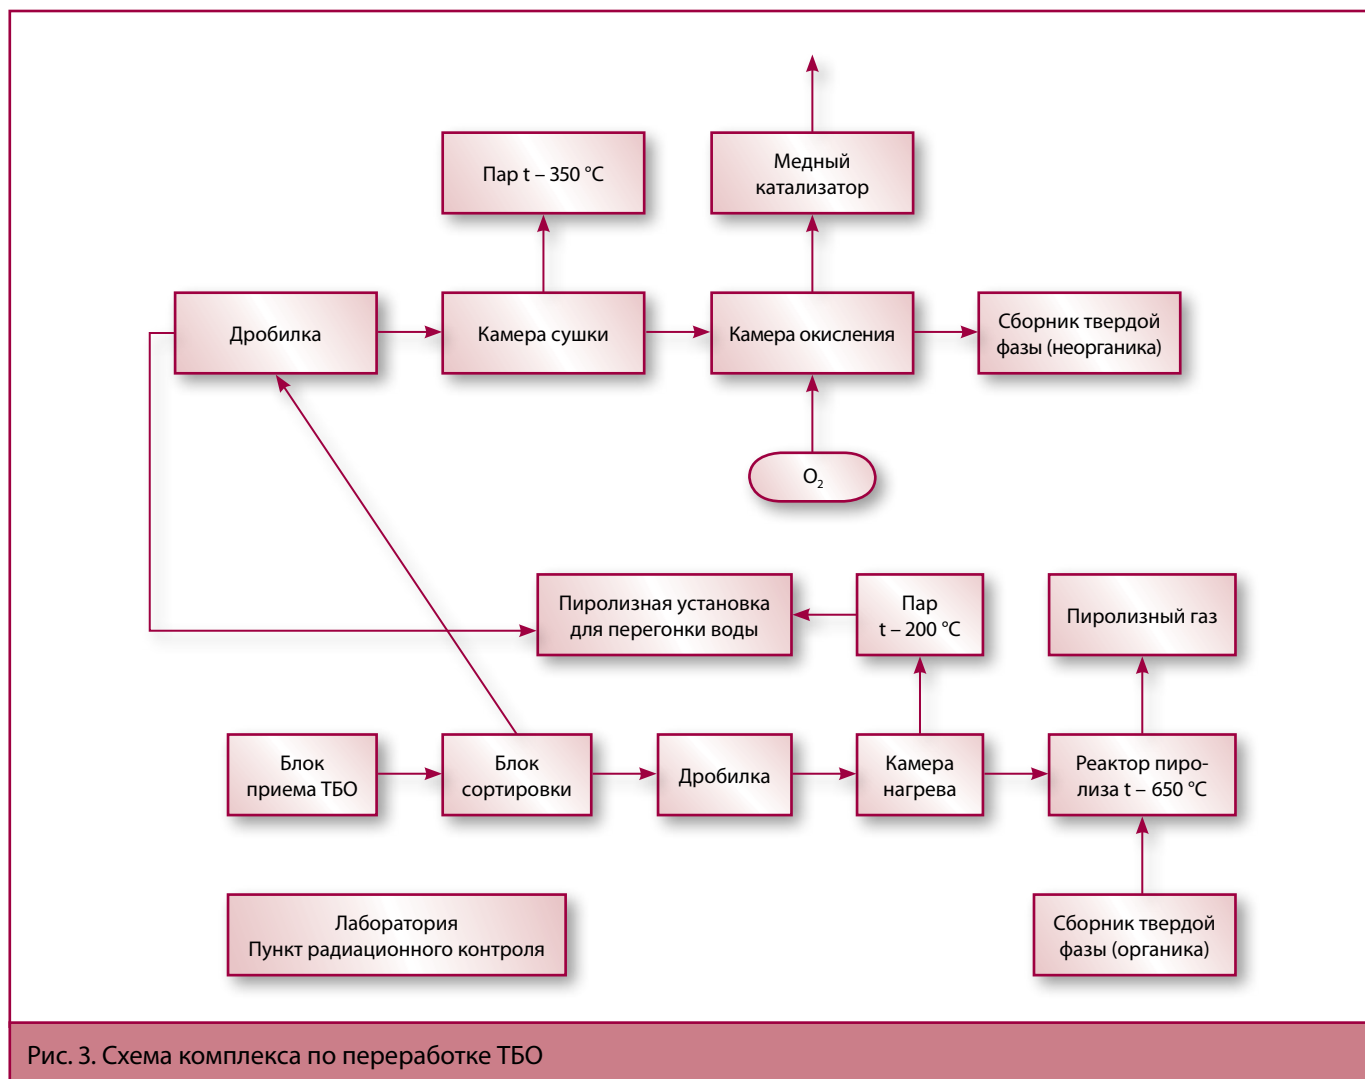 Пар t – 350 °C
Медный
катализатор
Дробилка
Камера сушки
Камера окисления
Сборник твердой
фазы (неорганика)
O₂
Пиролизная установка
для перегонки воды
Пар
t – 200 °C
Пиролизный газ
Блок
приема ТБО
Блок
сортировки
Дробилка
Камера
нагрева
Реактор пиро-
лиза t – 650 °C
Лаборатория
Пункт радиационного контроля
Сборник твердой
фазы (органика)
Рис. 3. Схема комплекса по переработке ТБО